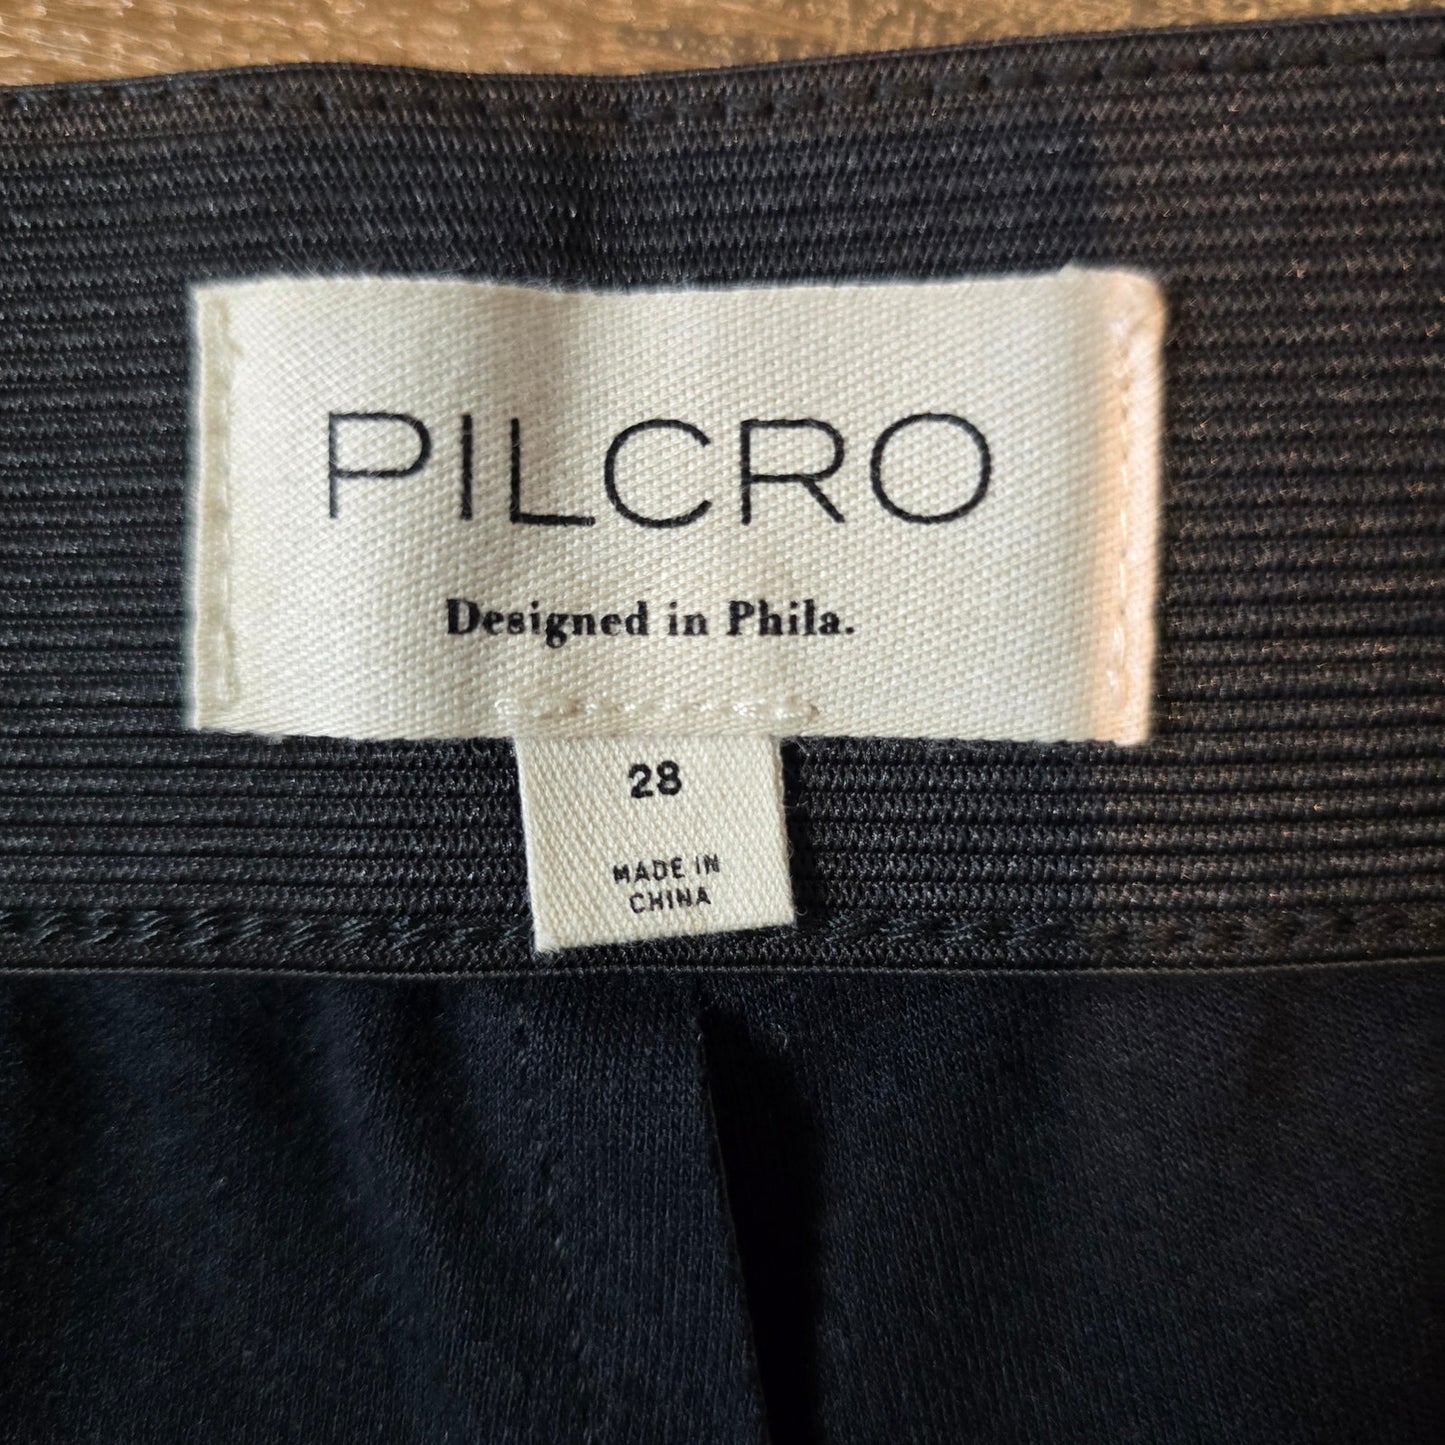 PILCRO
Designed in Phila.
28
MADE IN
CHINA